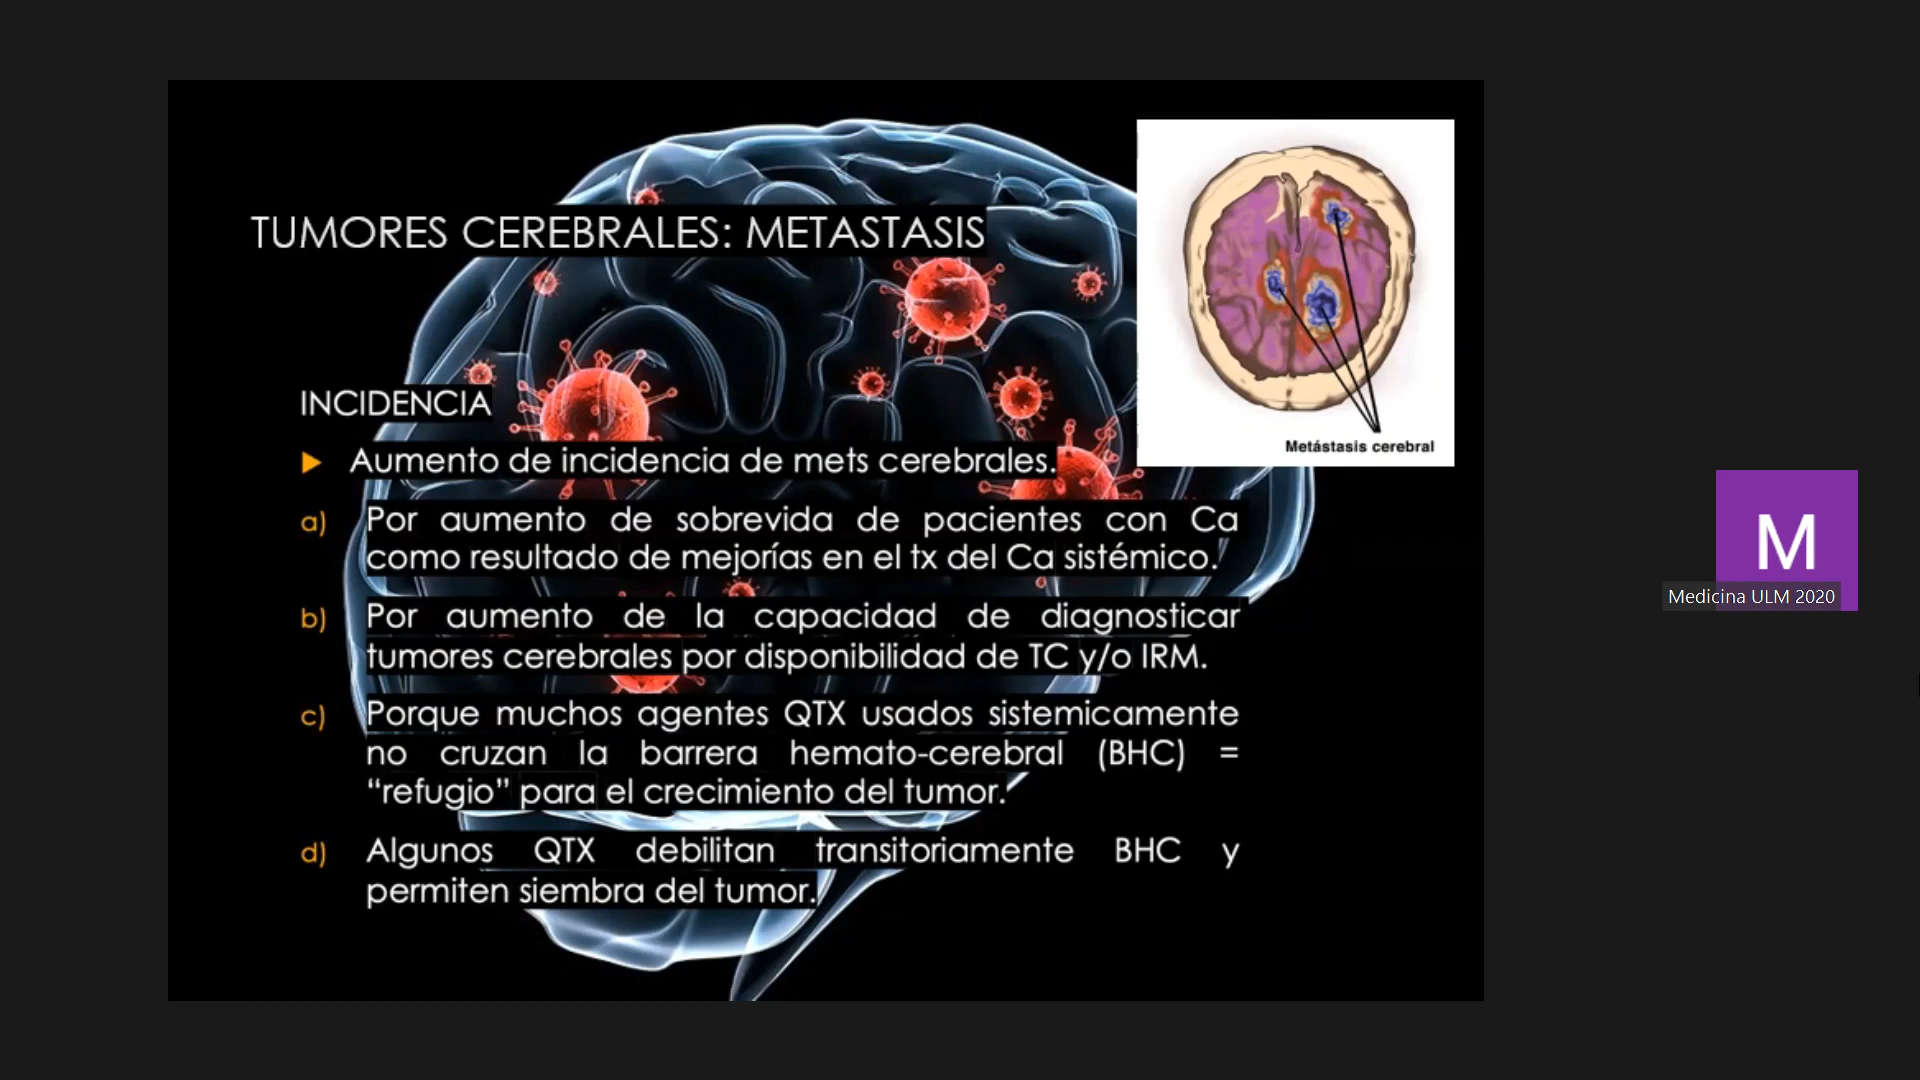 TUMORES CEREBRALES: METASTASIS
Metástasis cerebral
INCIDENCIA
Aumento de incidencia de mets cerebrales.
a) Por aumento de sobrevida de pacientes con Ca
como resultado de mejorías en el tx del Ca sistémico.
b) Por aumento de la capacidad de diagnosticar
tumores cerebrales por disponibilidad de TC y/o IRM.
c) Porque muchos agentes QTX usados sistemicamente
no cruzan la barrera hemato-cerebral (BHC) =
“refugio” para el crecimiento del tumor.
d) Algunos QTX debilitan transitoriamente BHC y
permiten siembra del tumor.
M
Medicina ULM 2020